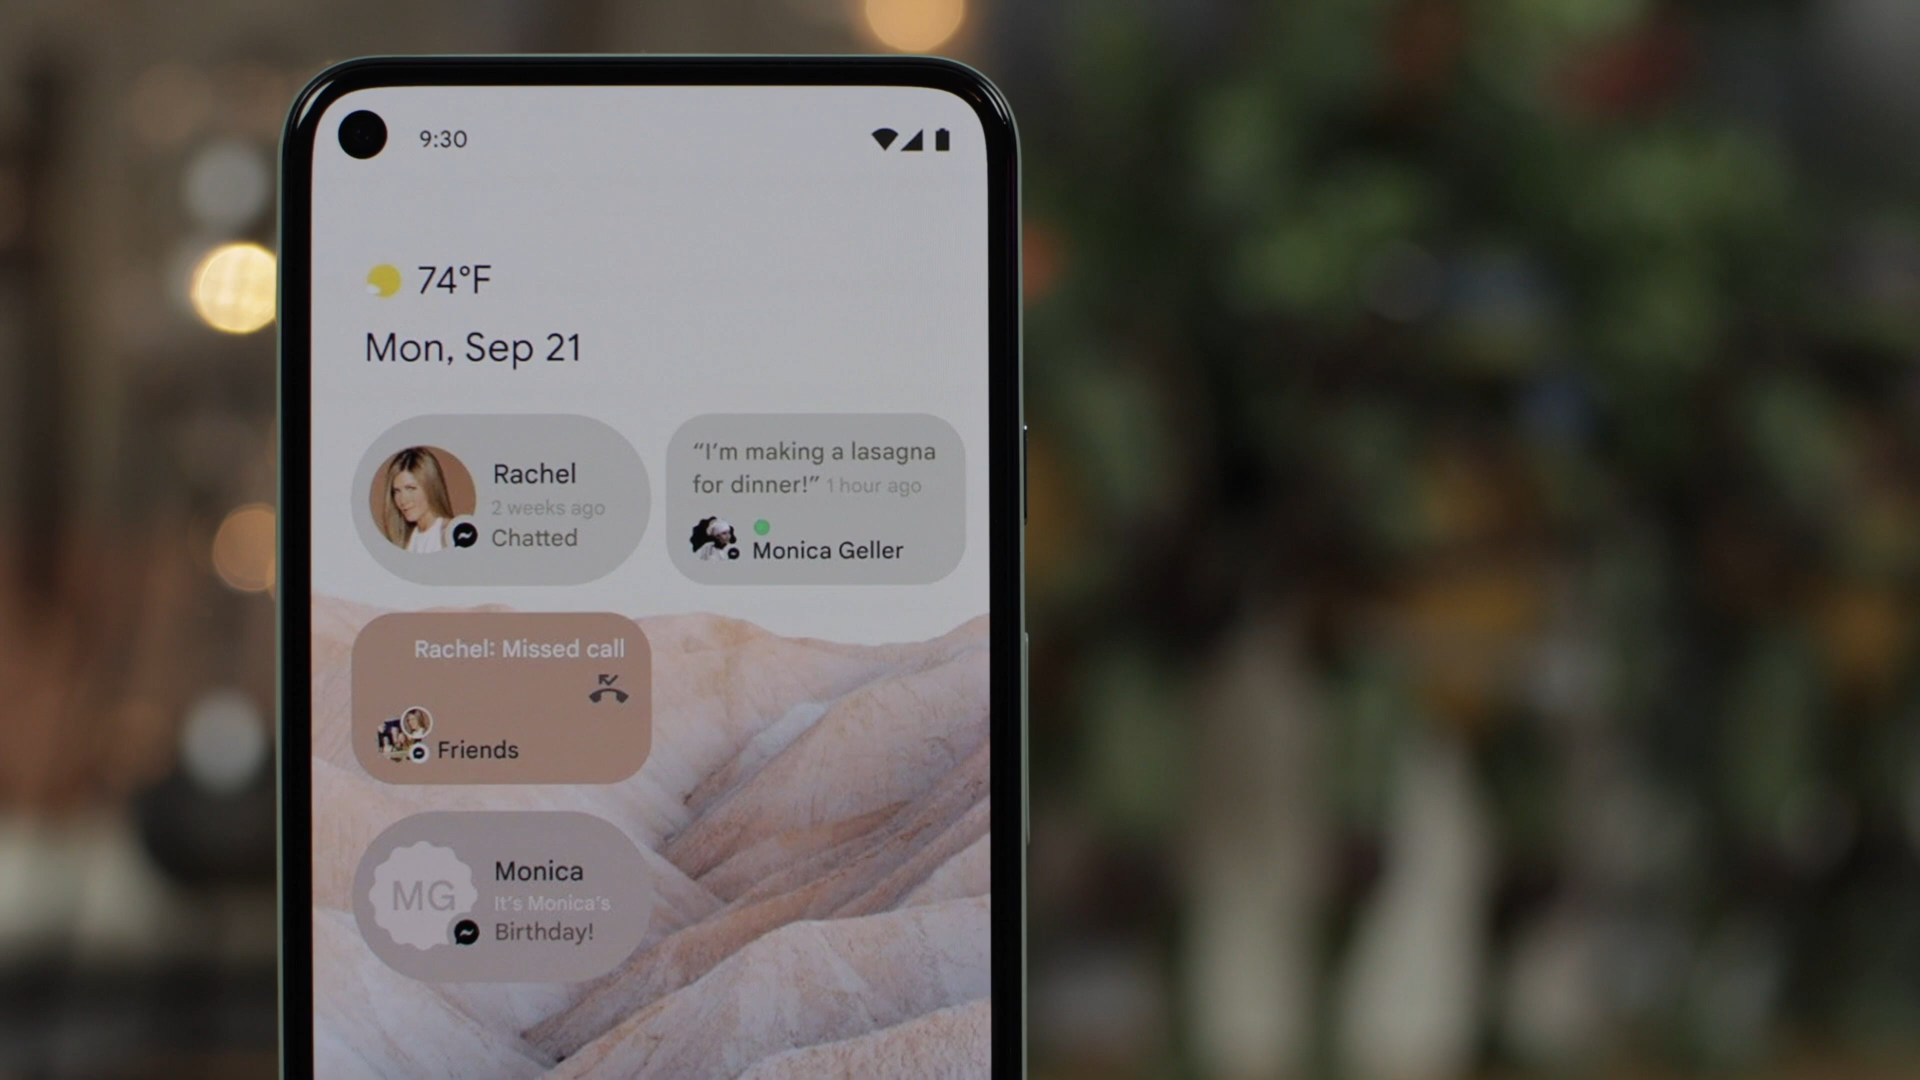 9:30
74°F
Mon, Sep 21
Rachel
2 weeks ago
Chatted
“I’m making a lasagna
for dinner!” 1 hour ago
Monica Geller
Rachel: Missed call
Friends
MG
Monica
It’s Monica’s
Birthday!